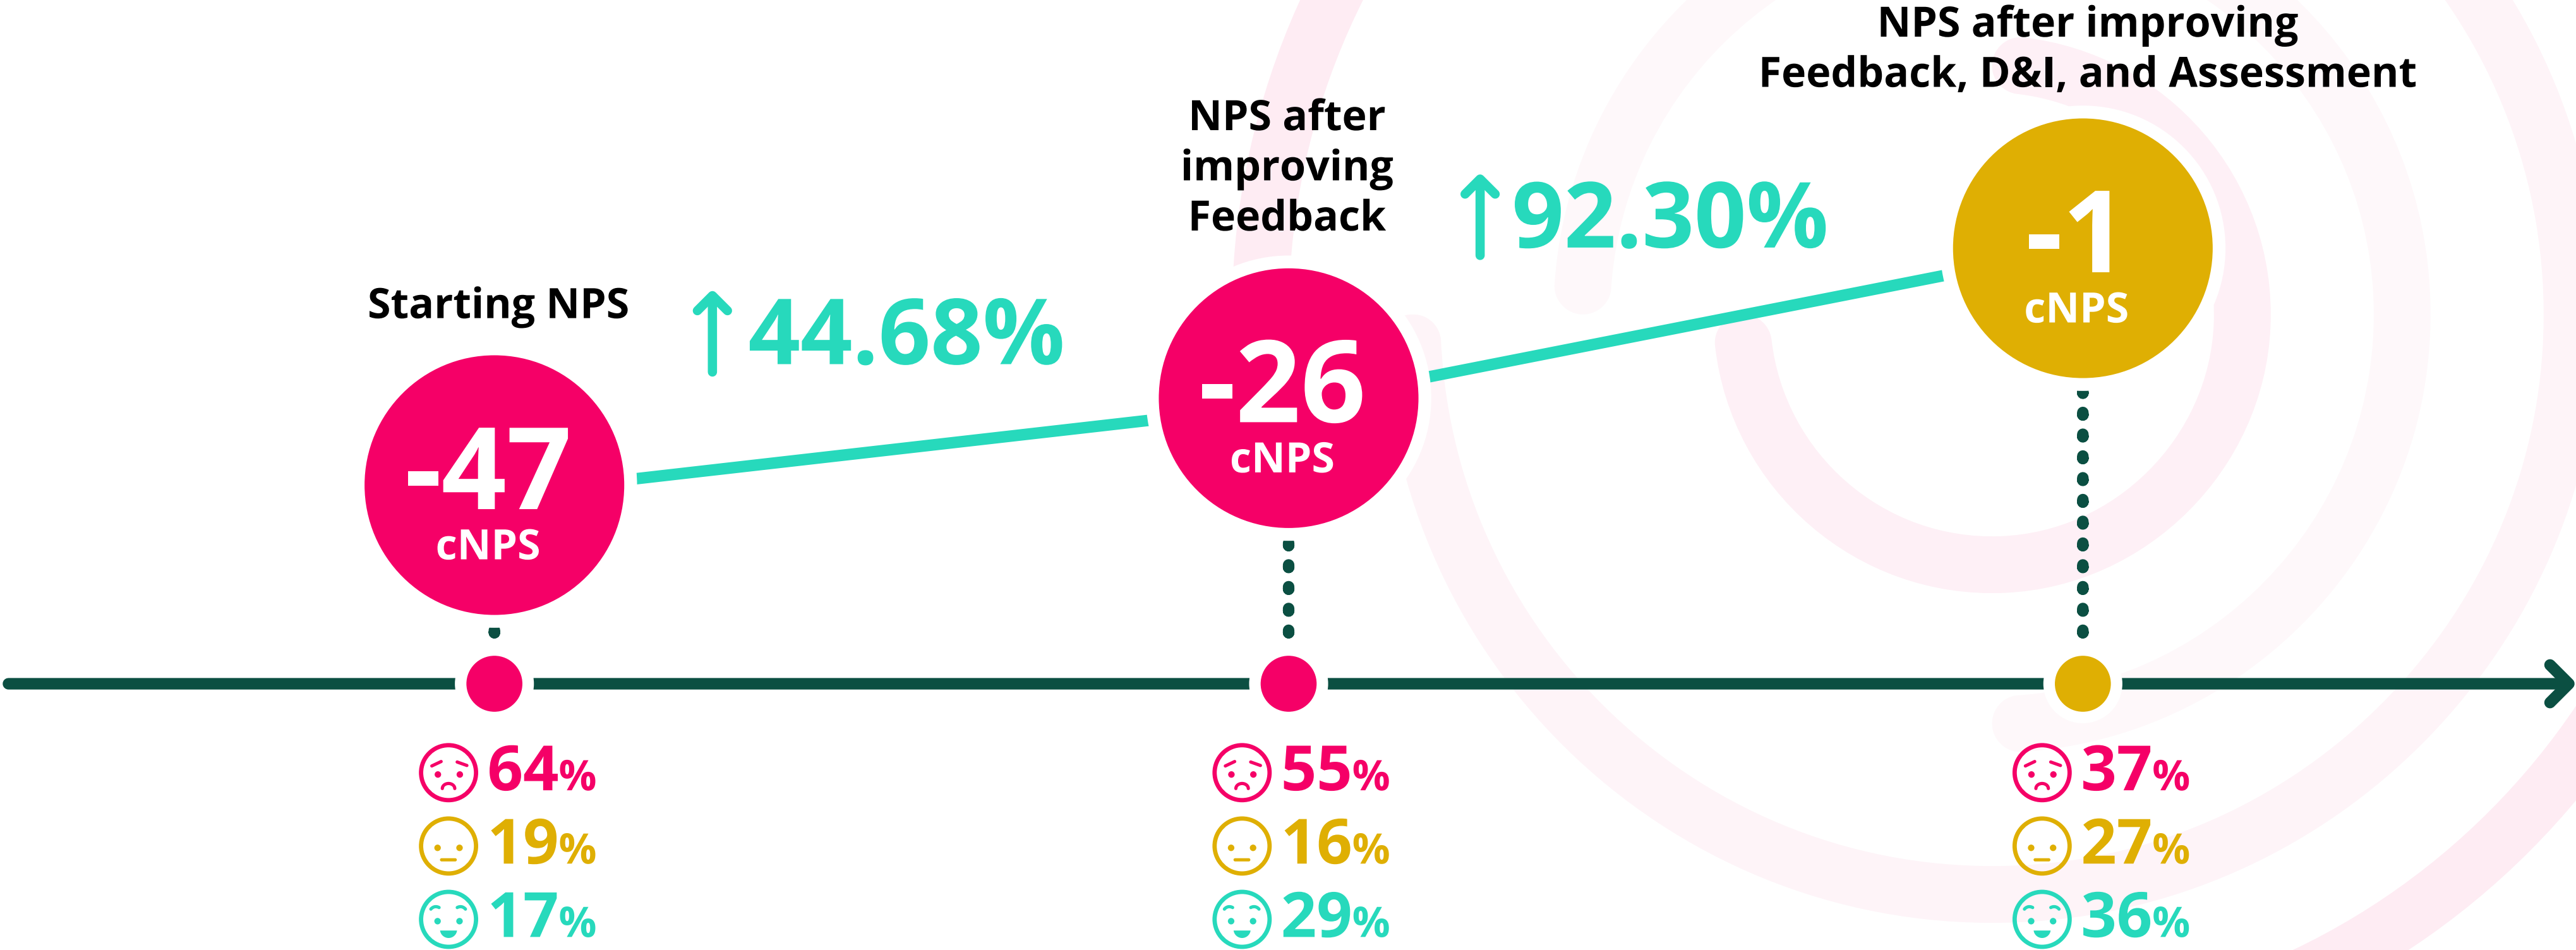 Starting NPS
↑44.68%
-47
cNPS
NPS after
improving
Feedback
↑92.30%
-26
cNPS
NPS after improving
Feedback, D&I, and Assessment
-1
cNPS
64%
19%
17%
55%
16%
29%
37%
27%
36%